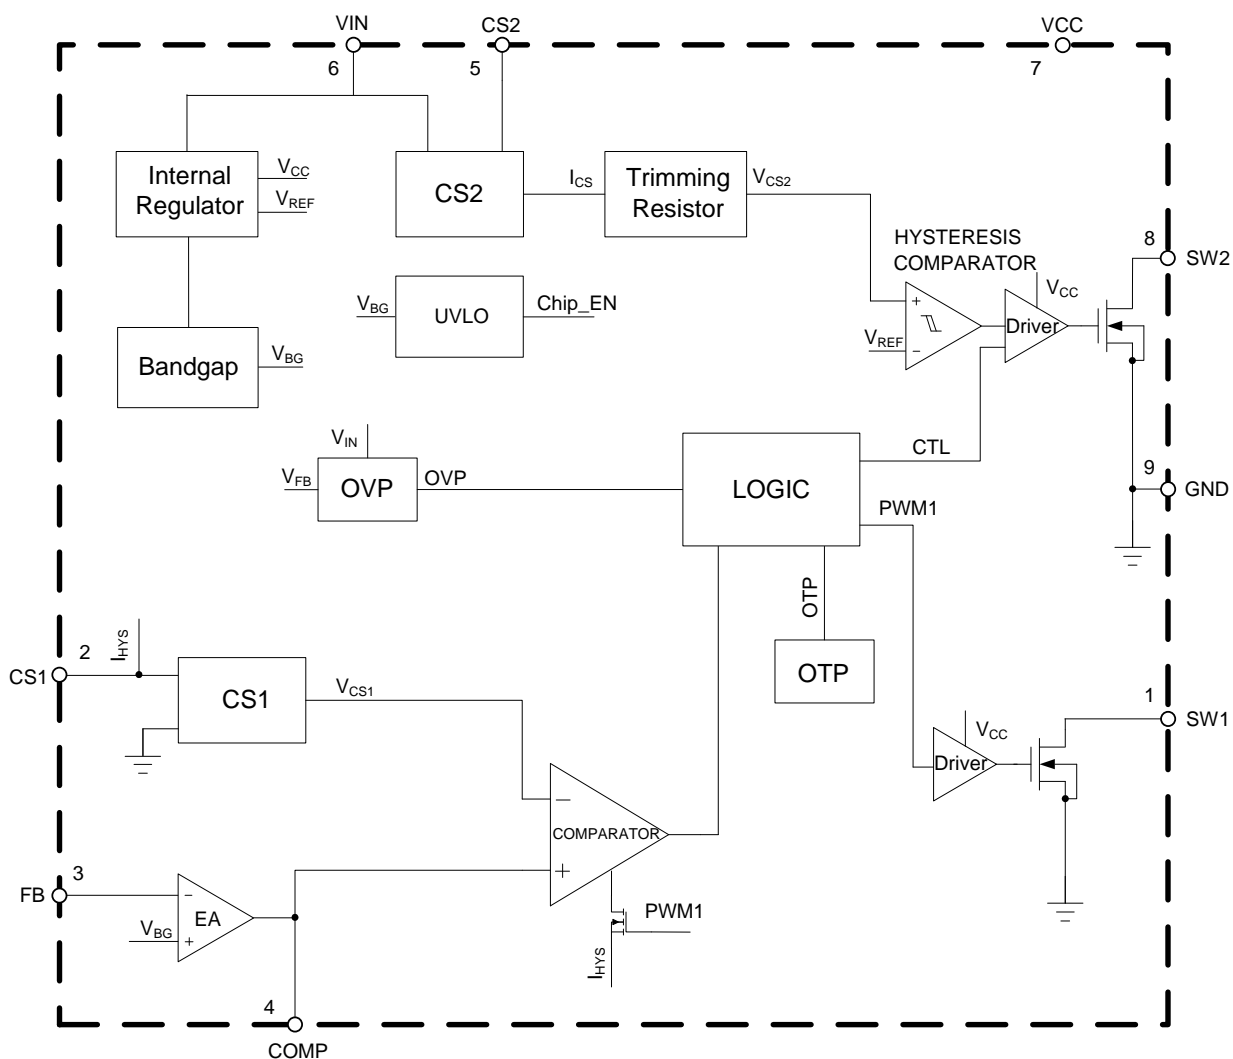 VIN
CS2
VCC
6
5
7
Internal
Regulator
VCC
VREF
CS2
ICS
Trimming
Resistor
VCS2
HYSTERESIS
COMPARATOR
8
SW2
VBG
UVLO
Chip_EN
+
VREF
−
Driver
VCC
Bandgap
VBG
VIN
VFB
OVP
OVP
LOGIC
CTL
PWM1
9
GND
OTP
OTP
2
CS1
IHYS
CS1
VCS1
1
SW1
Driver
VCC
−
COMPARATOR
+
3
FB
−
EA
VBG
+
PWM1
IHYS
4
COMP